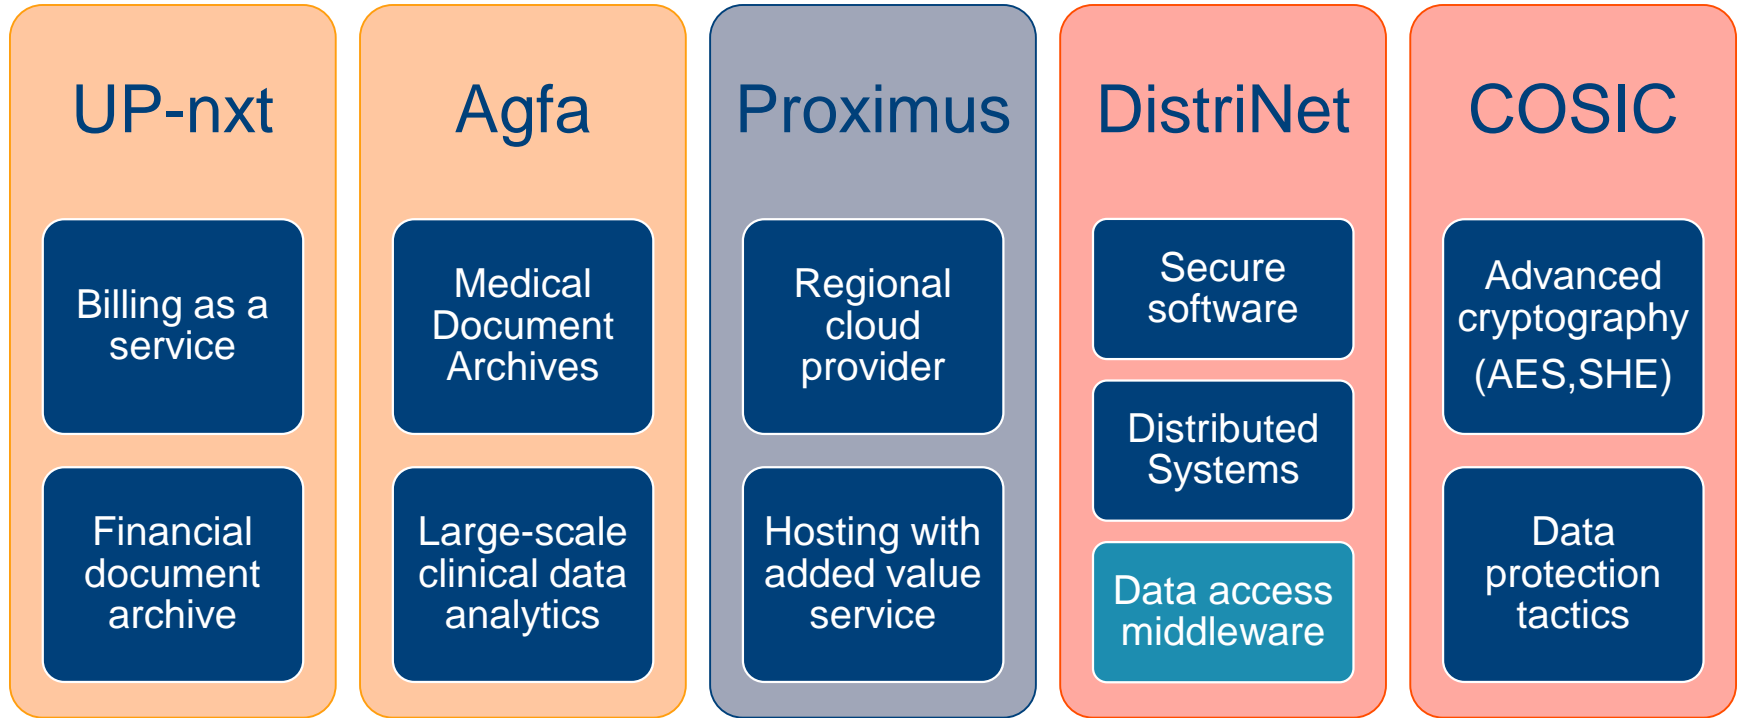 UP-nxt
Billing as a
service
Financial
document
archive
Agfa
Medical
Document
Archives
Large-scale
clinical data
analytics
Proximus
Regional
cloud
provider
Hosting with
added value
service
DistriNet
Secure
software
Distributed
Systems
Data access
middleware
COSIC
Advanced
cryptography
(AES,SHE)
Data
protection
tactics